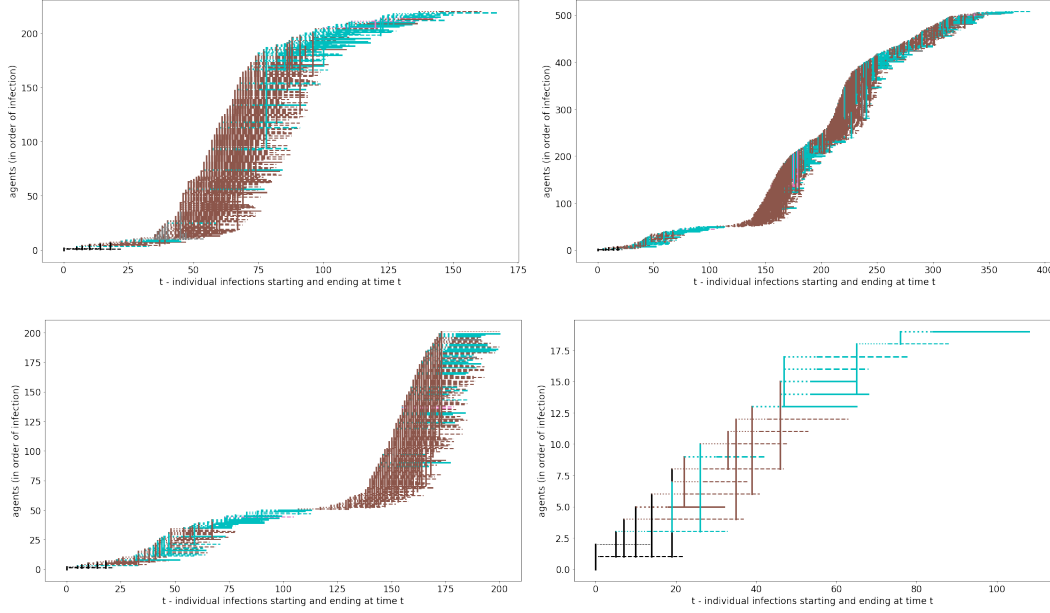 agents (in order of infection)
200
150
100
50
0
0 25 50 75 100 125 150 175
t - individual infections starting and ending at time t
agents (in order of infection)
500
400
300
200
100
0
0 50 100 150 200 250 300 350 400
t - individual infections starting and ending at time t
agents (in order of infection)
200
175
150
125
100
75
50
25
0
0 25 50 75 100 125 150 175 200
t - individual infections starting and ending at time t
agents (in order of infection)
17.5
15.0
12.5
10.0
7.5
5.0
2.5
0.0
0 20 40 60 80 100
t - individual infections starting and ending at time t